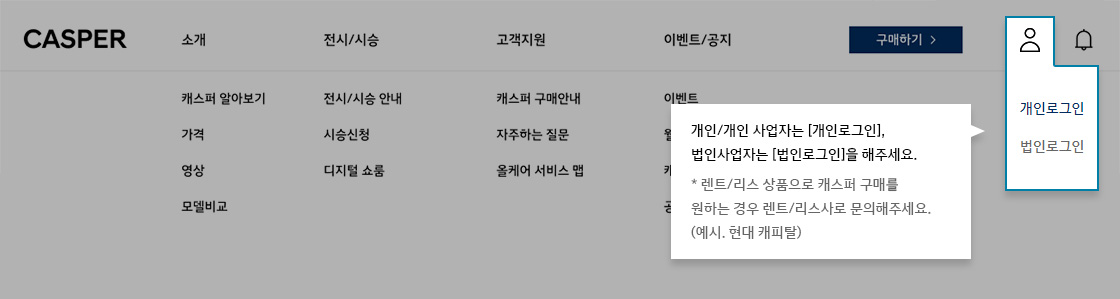 CASPER
소개
전시/시승
고객지원
이벤트/공지
구매하기
캐스퍼 알아보기
전시/시승 안내
캐스퍼 구매안내
이벤트
가격
시승신청
자주하는 질문
영상
디지털 쇼룸
올케어 서비스 맵
모델비교
개인/개인 사업자는 [개인로그인],
법인사업자는 [법인로그인]을 해주세요.
* 렌트/리스 상품으로 캐스퍼 구매를
원하는 경우 렌트/리스사로 문의해주세요.
(예시. 현대 캐피탈)
개인로그인
법인로그인